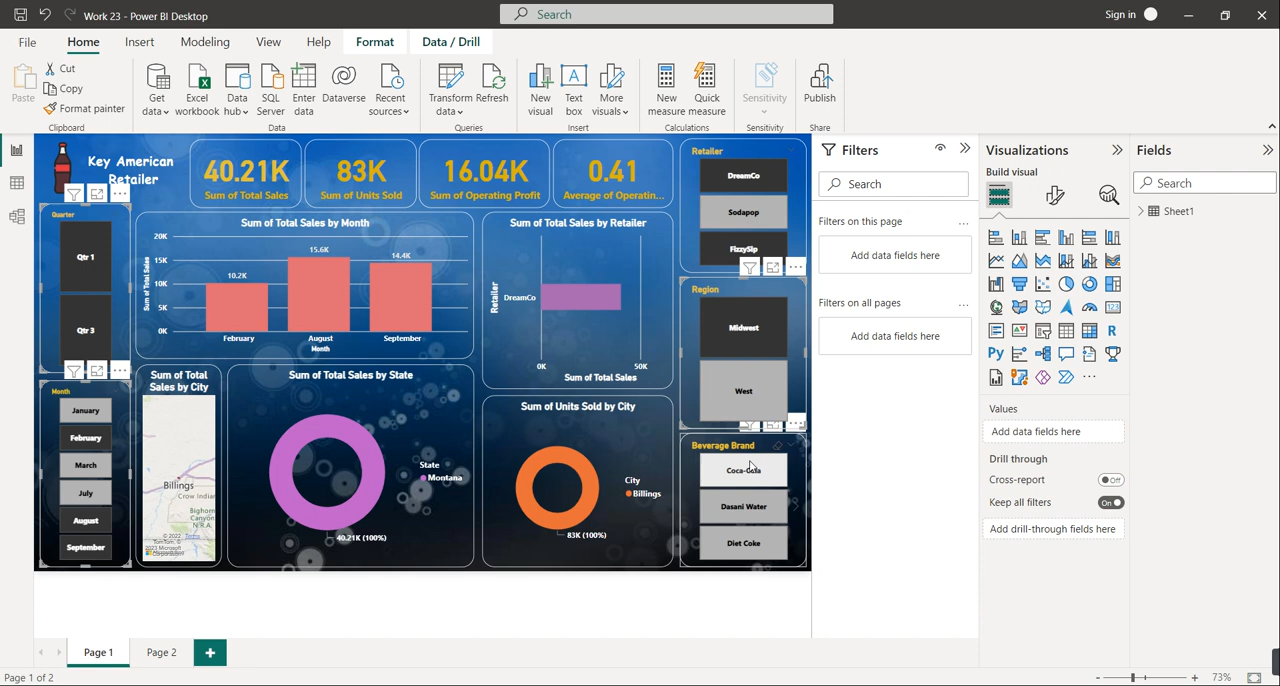 Work 23 - Power BI Desktop
Search
Sign in
File Home Insert Modeling View Help Format Data / Drill
Paste
Cut
Copy
Format painter
Clipboard
Get data
Excel workbook
Data hub
SQL Server
Enter data
Dataverse
Recent sources
Data
Transform data
Refresh
Queries
New visual
Text box
More visuals
Insert
New measure
Quick measure
Calculations
Sensitivity
Sensitivity
Publish
Share
Key American
Retailer
40.21K
Sum of Total Sales
83K
Sum of Units Sold
16.04K
Sum of Operating Profit
0.41
Average of Operatin...
Quarter
Qtr 1
Qtr 3
Month
January
February
March
July
August
September
Sum of Total Sales by Month
Sum of Total Sales
20K
15K
10K
5K
0K
10.2K
15.6K
14.4K
February
August
September
Month
Sum of Total Sales by Retailer
Retailer
DreamCo
0K
50K
Sum of Total Sales
Sum of Total
Sales by City
Billings
Crow Indian
Bighorn
Canyon
N.R.A.
Sum of Total Sales by State
State
Montana
40.21K (100%)
Sum of Units Sold by City
City
Billings
83K (100%)
Retailer
DreamCo
Sodapop
FizzySip
Region
Midwest
West
Beverage Brand
Coca-Cola
Dasani Water
Diet Coke
Filters
Search
Filters on this page
...
Add data fields here
Filters on all pages
...
Add data fields here
Visualizations
Build visual
Values
Add data fields here
Drill through
Cross-report
Off
Keep all filters
On
Add drill-through fields here
Fields
Search
Sheet1
Page 1
Page 2
Page 1 of 2
73%